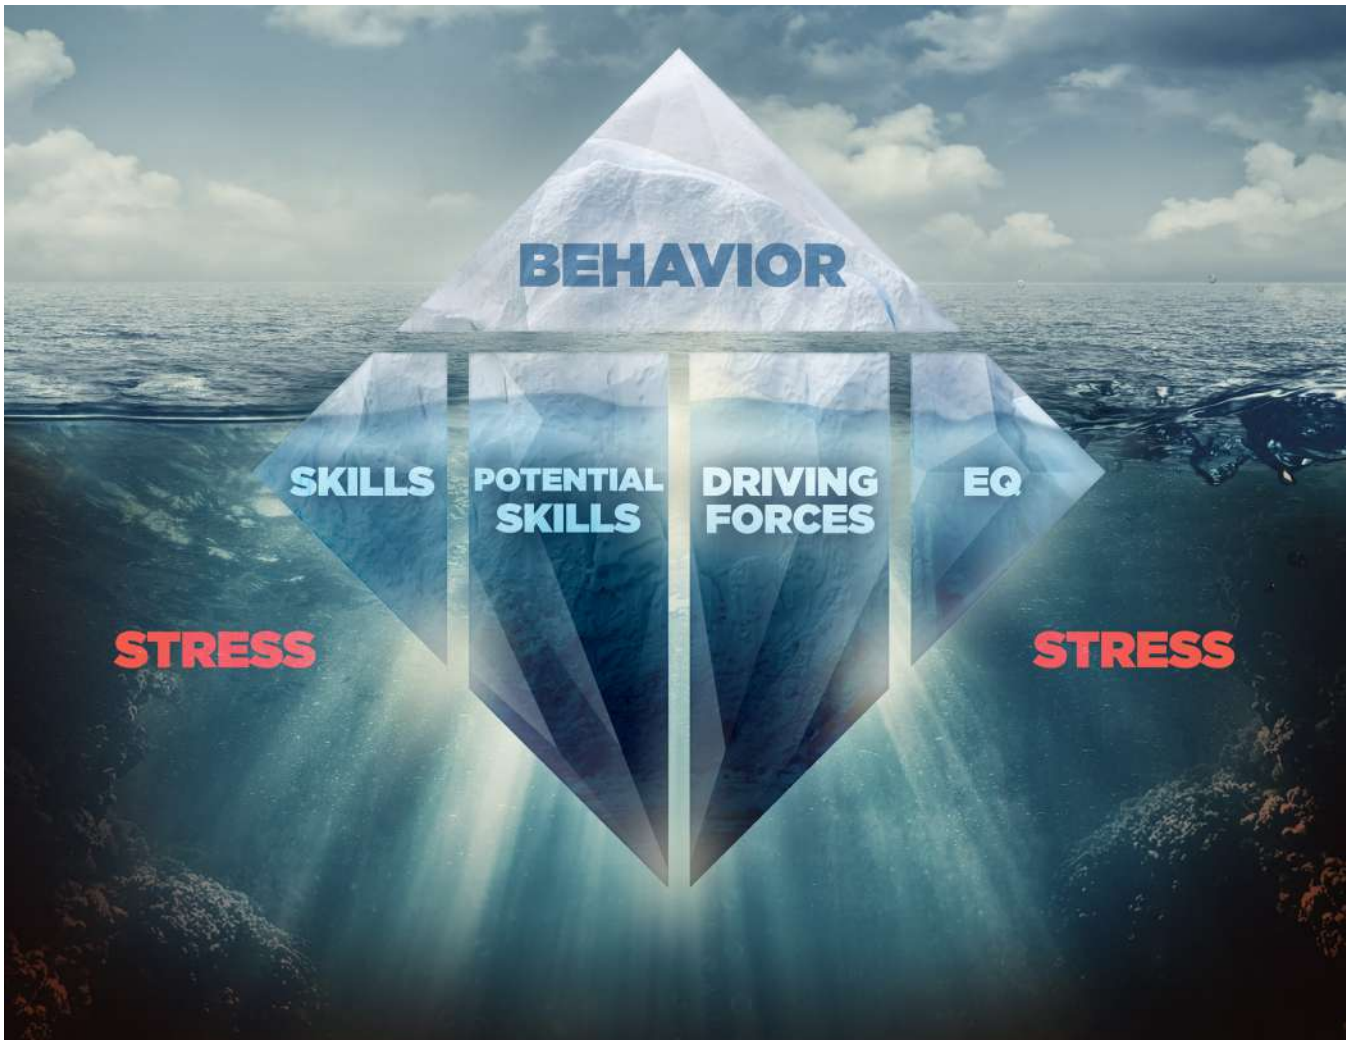 BEHAVIOR
SKILLS
POTENTIAL
SKILLS
DRIVING
FORCES
EQ
STRESS
STRESS